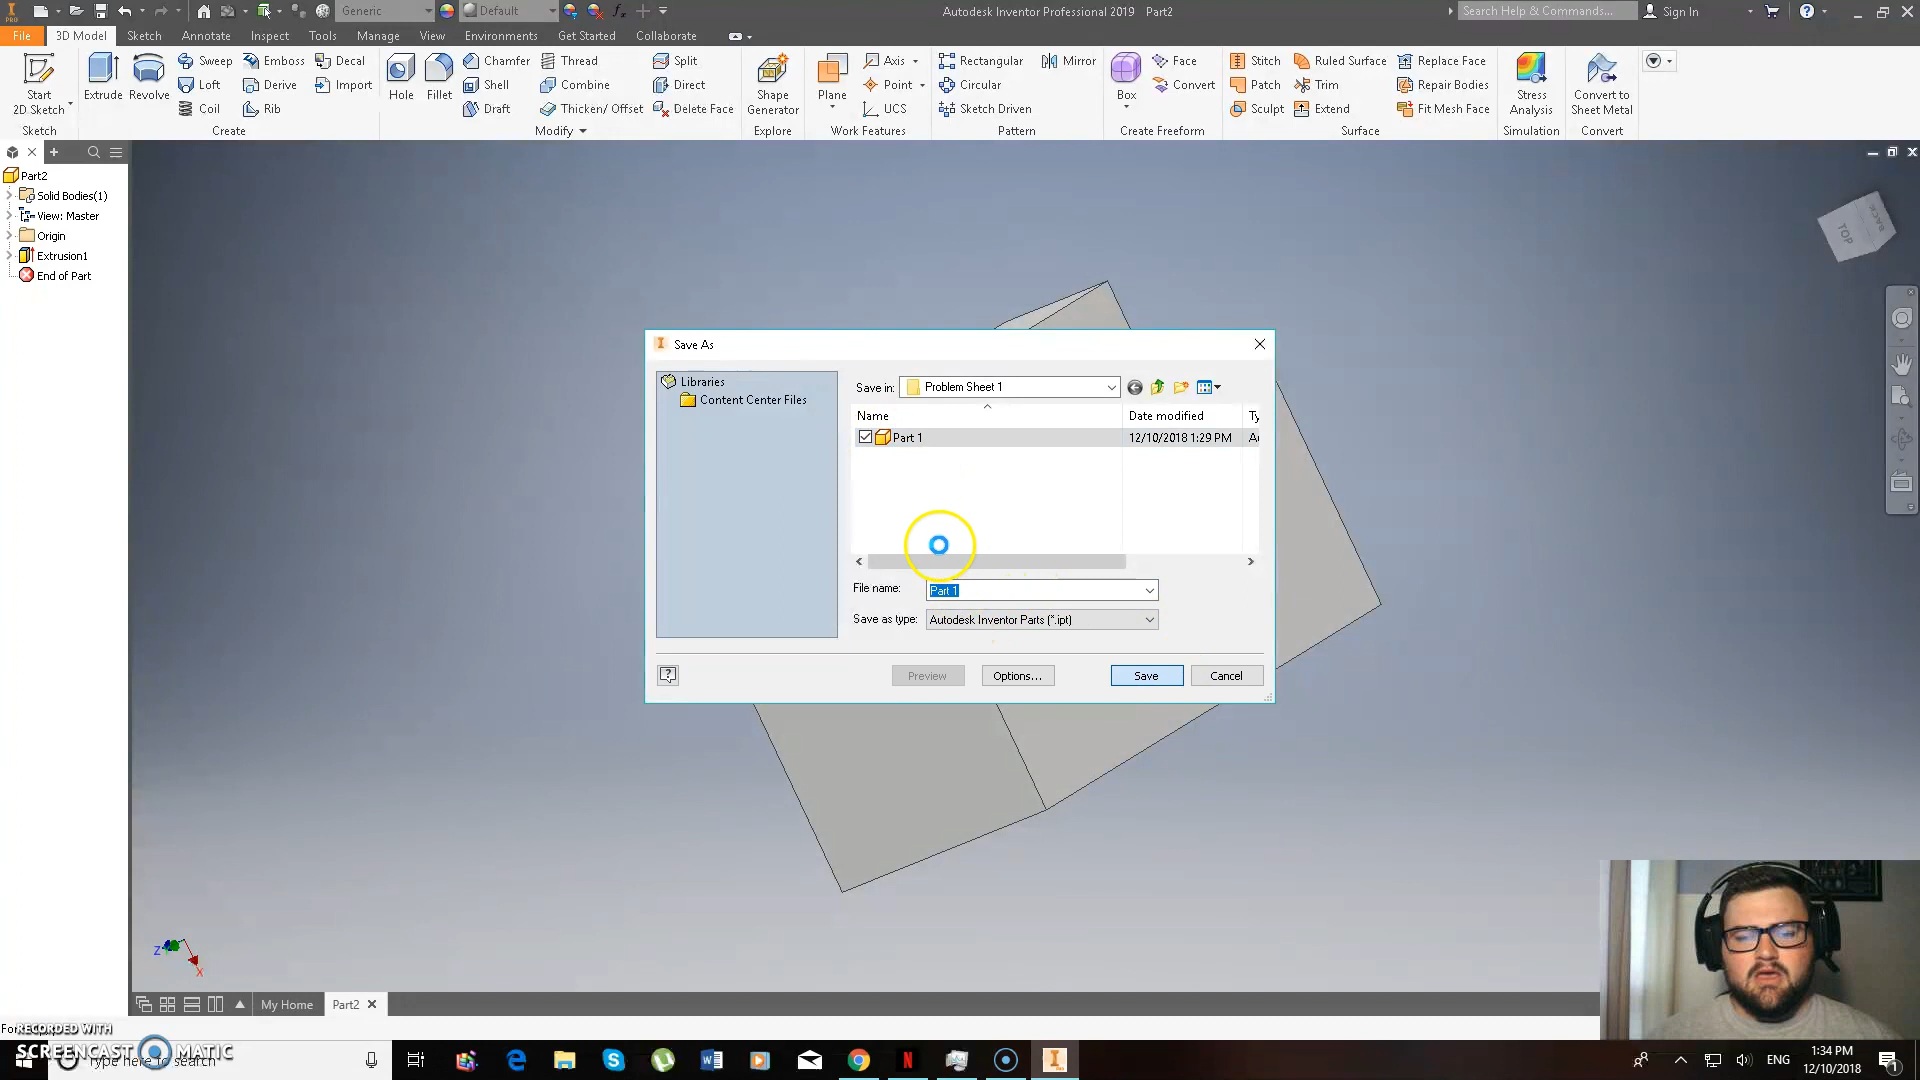 Generic
Default
Autodesk Inventor Professional 2019 Part2
Search Help & Commands...
Sign In
File
3D Model
Sketch
Annotate
Inspect
Tools
Manage
View
Environments
Get Started
Collaborate
Start
2D Sketch
Extrude
Revolve
Sweep
Loft
Coil
Emboss
Derive
Rib
Decal
Import
Hole
Fillet
Chamfer
Shell
Draft
Thread
Combine
Thicken/ Offset
Split
Direct
Delete Face
Shape
Generator
Plane
Axis
Point
UCS
Rectangular
Circular
Sketch Driven
Mirror
Box
Face
Convert
Stitch
Patch
Sculpt
Ruled Surface
Trim
Extend
Replace Face
Repair Bodies
Fit Mesh Face
Stress
Analysis
Convert to
Sheet Metal
Sketch
Create
Modify
Explore
Work Features
Pattern
Create Freeform
Surface
Simulation
Convert
Part2
Solid Bodies(1)
View: Master
Origin
Extrusion1
End of Part
TOP
BACK
Save As
Libraries
Content Center Files
Save in:
Problem Sheet 1
Name
Date modified
Ty
Part 1
12/10/2018 1:29 PM
File name:
Part 1
Save as type:
Autodesk Inventor Parts (*.ipt)
Preview
Options...
Save
Cancel
Z
X
My Home
Part2
RECORDED WITH
SCREENCAST MATIC
Type here to search
ENG
1:34 PM
12/10/2018
1